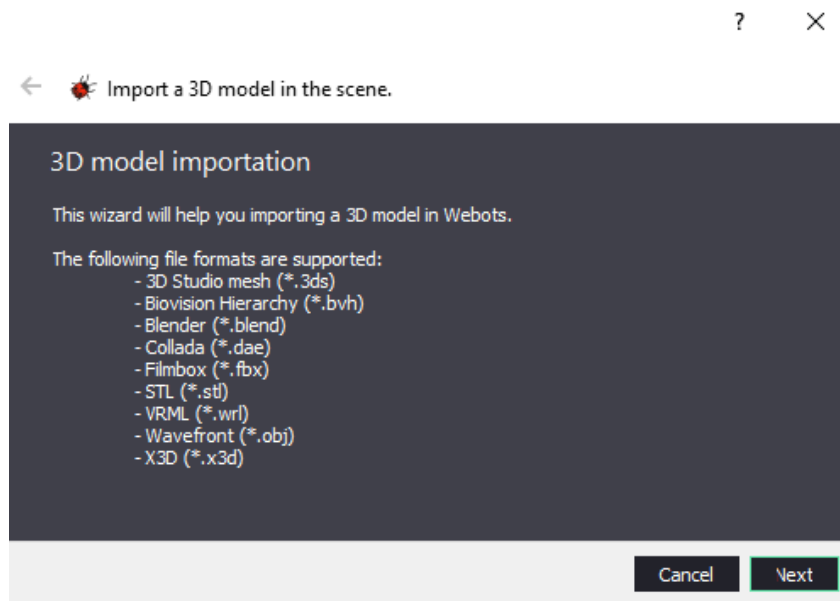 ?
Import a 3D model in the scene.
3D model importation
This wizard will help you importing a 3D model in Webots.
The following file formats are supported:
- 3D Studio mesh (*.3ds)
- Biovision Hierarchy (*.bvh)
- Blender (*.blend)
- Collada (*.dae)
- Filmbox (*.fbx)
- STL (*.stl)
- VRML (*.wrl)
- Wavefront (*.obj)
- X3D (*.x3d)
Cancel Next